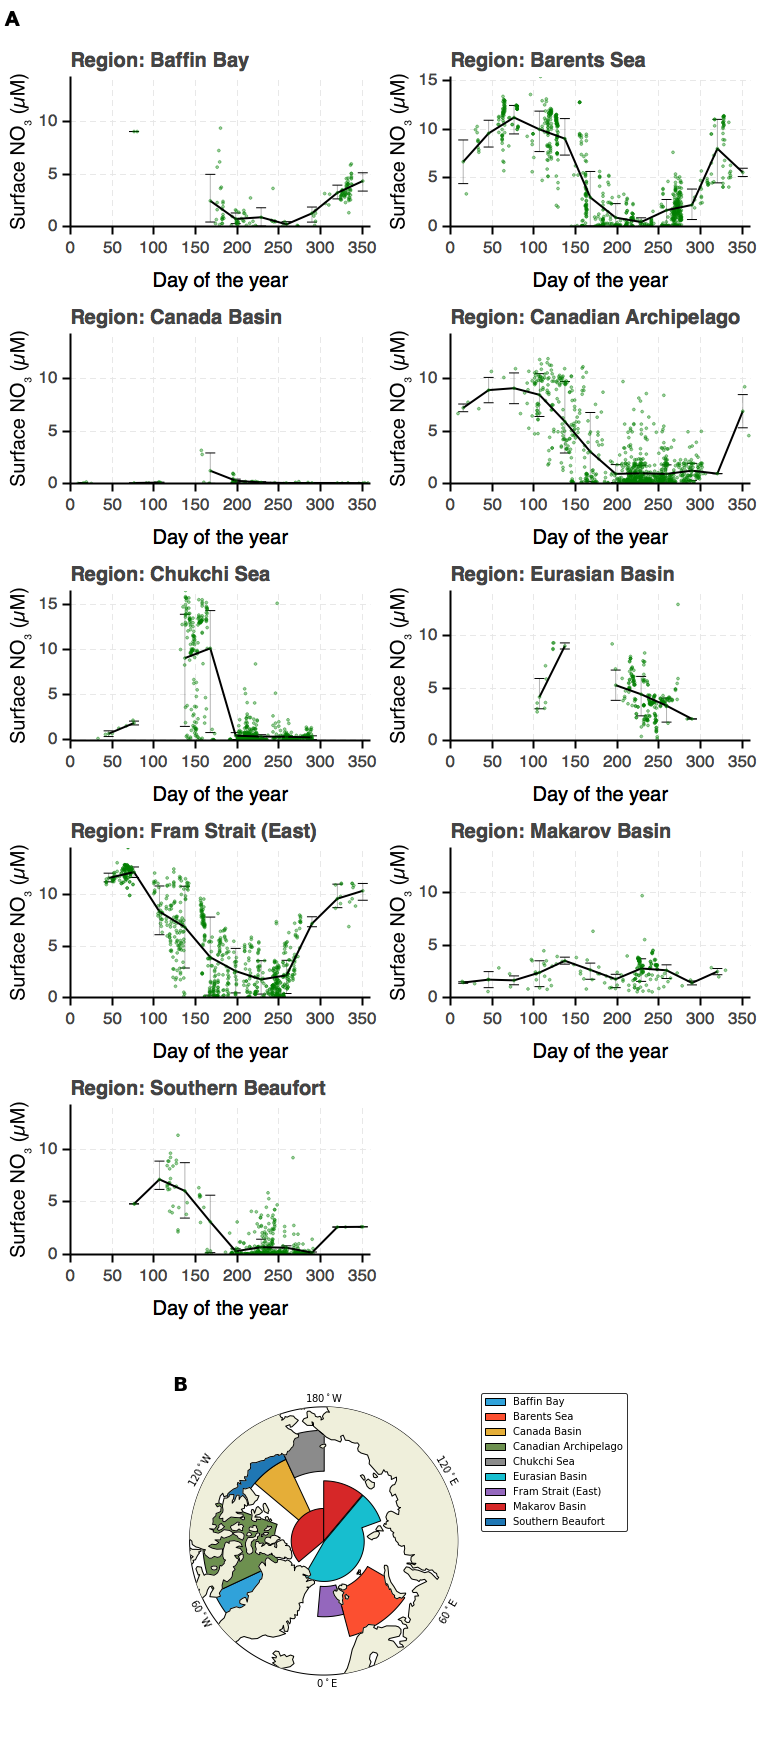 A
Region: Baffin Bay
Surface NO3 (µM)
10
5
0
0 50 100 150 200 250 300 350
Day of the year
Region: Barents Sea
Surface NO3 (µM)
15
10
5
0
0 50 100 150 200 250 300 350
Day of the year
Region: Canada Basin
Surface NO3 (µM)
10
5
0
0 50 100 150 200 250 300 350
Day of the year
Region: Canadian Archipelago
Surface NO3 (µM)
10
5
0
0 50 100 150 200 250 300 350
Day of the year
Region: Chukchi Sea
Surface NO3 (µM)
15
10
5
0
0 50 100 150 200 250 300 350
Day of the year
Region: Eurasian Basin
Surface NO3 (µM)
10
5
0
0 50 100 150 200 250 300 350
Day of the year
Region: Fram Strait (East)
Surface NO3 (µM)
10
5
0
0 50 100 150 200 250 300 350
Day of the year
Region: Makarov Basin
Surface NO3 (µM)
10
5
0
0 50 100 150 200 250 300 350
Day of the year
Region: Southern Beaufort
Surface NO3 (µM)
10
5
0
0 50 100 150 200 250 300 350
Day of the year
B
180°W
120°W
120°E
60°W
60°E
0°E
Baffin Bay
Barents Sea
Canada Basin
Canadian Archipelago
Chukchi Sea
Eurasian Basin
Fram Strait (East)
Makarov Basin
Southern Beaufort